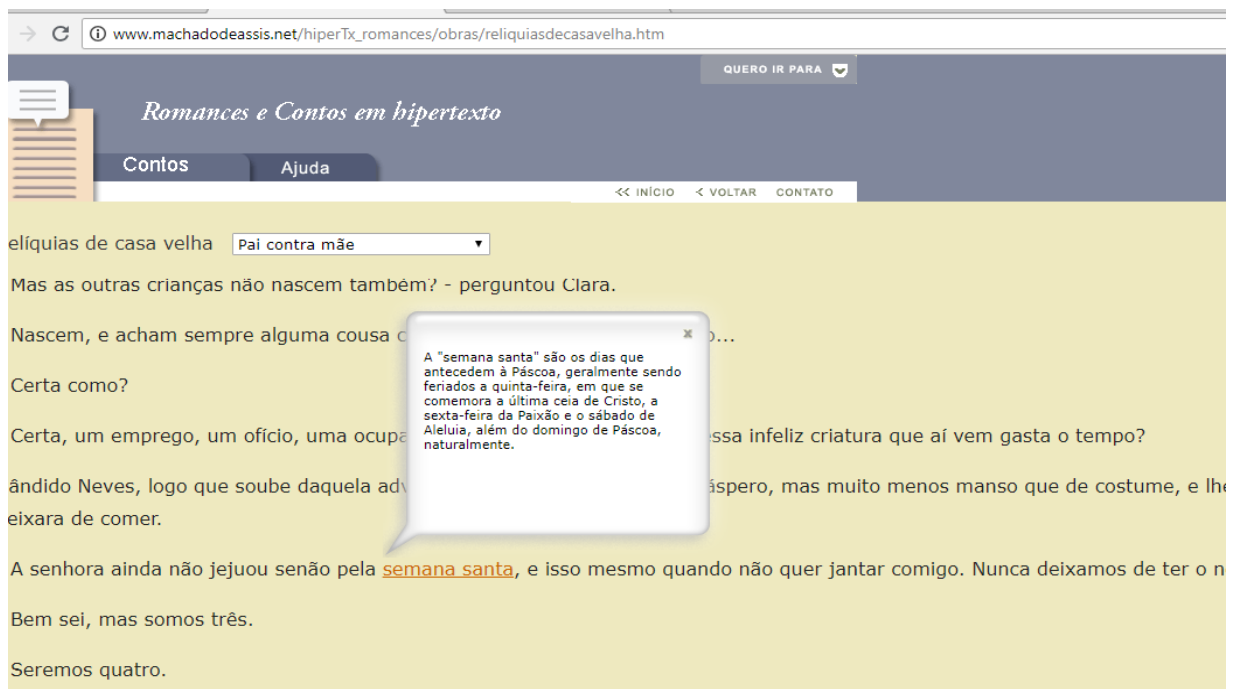 www.machadodeassis.net/hiperTx_romances/obras/reliquiasdecasavelha.htm
QUERO IR PARA
Romances e Contos em hipertexto
Contos
Ajuda
<< INÍCIO < VOLTAR CONTATO
elíquias de casa velha Pai contra mãe
Mas as outras crianças não nascem também? - perguntou Clara.
Nascem, e acham sempre alguma cousa
x
A "semana santa" são os dias que
antecedem à Páscoa, geralmente sendo
feriados a quinta-feira, em que se
comemora a última ceia de Cristo, a
sexta-feira da Paixão e o sábado de
Aleluia, além do domingo de Páscoa,
naturalmente.
Certa como?
Certa, um emprego, um ofício, uma ocupa ssa infeliz criatura que aí vem gasta o tempo?
ândido Neves, logo que soube daquela adv áspero, mas muito menos manso que de costume, e lhe
eixara de comer.
A senhora ainda não jejuou senão pela semana santa, e isso mesmo quando não quer jantar comigo. Nunca deixamos de ter o n
Bem sei, mas somos três.
Seremos quatro.